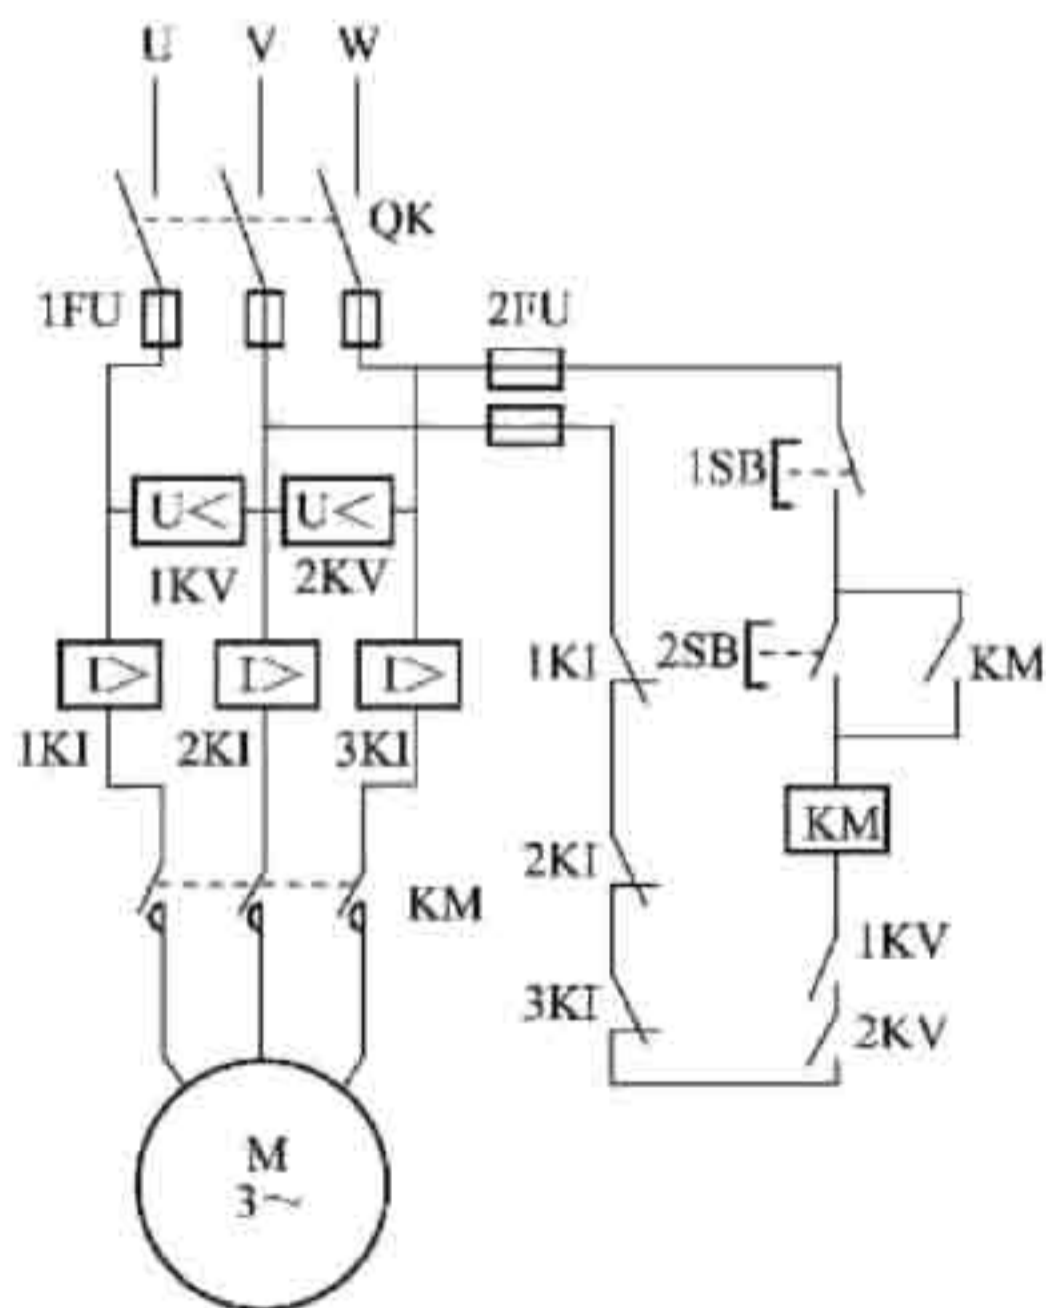 U V W
QK
1FU 2FU
1SB
U< U<
1KV 2KV
1KI 2SB KM
I> I> I>
1KI 2KI 3KI
KM
2KI
KM
1KV
3KI
2KV
M
3~